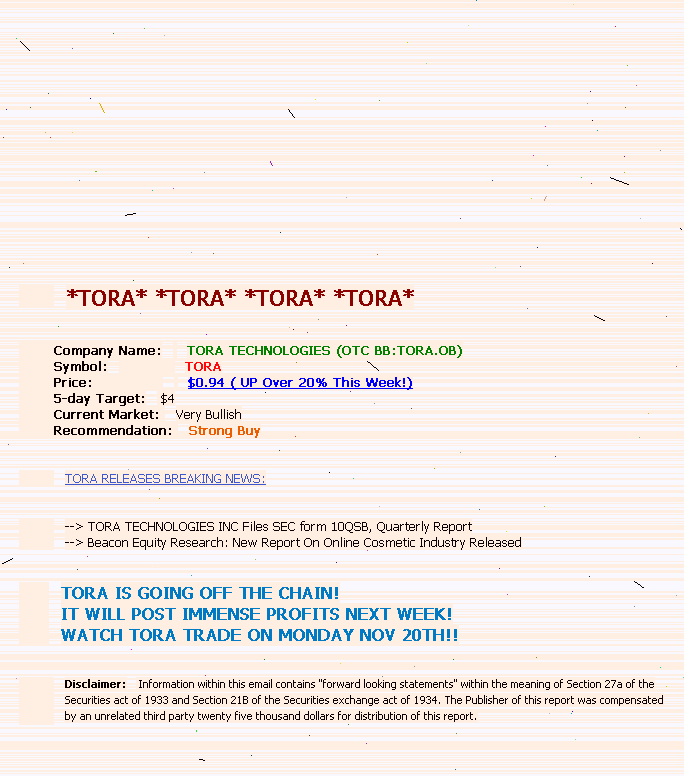 *TORA* *TORA* *TORA* *TORA*
Company Name: TORA TECHNOLOGIES (OTC BB:TORA.OB)
Symbol: TORA
Price: $0.94 ( UP Over 20% This Week!)
5-day Target: $4
Current Market: Very Bullish
Recommendation: Strong Buy
TORA RELEASES BREAKING NEWS:
--> TORA TECHNOLOGIES INC Files SEC form 10QSB, Quarterly Report
--> Beacon Equity Research: New Report On Online Cosmetic Industry Released
TORA IS GOING OFF THE CHAIN!
IT WILL POST IMMENSE PROFITS NEXT WEEK!
WATCH TORA TRADE ON MONDAY NOV 20TH!!
Disclaimer: Information within this email contains "forward looking statements" within the meaning of Section 27a of the
Securities act of 1933 and Section 21B of the Securities exchange act of 1934. The Publisher of this report was compensated
by an unrelated third party twenty five thousand dollars for distribution of this report.